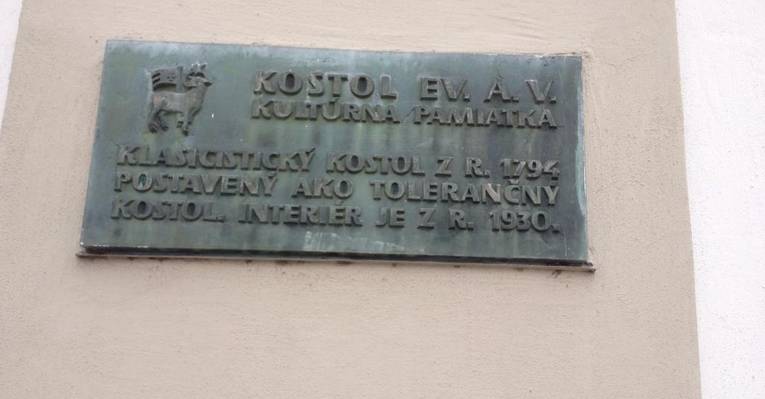 KOSTOL EV. A. V.
KULTÚRNA PAMIATKA
KLASICISTICKÝ KOSTOL Z R. 1794
POSTAVENÝ AKO TOLERANČNÝ
KOSTOL. INTERIÉR JE Z R. 1930.